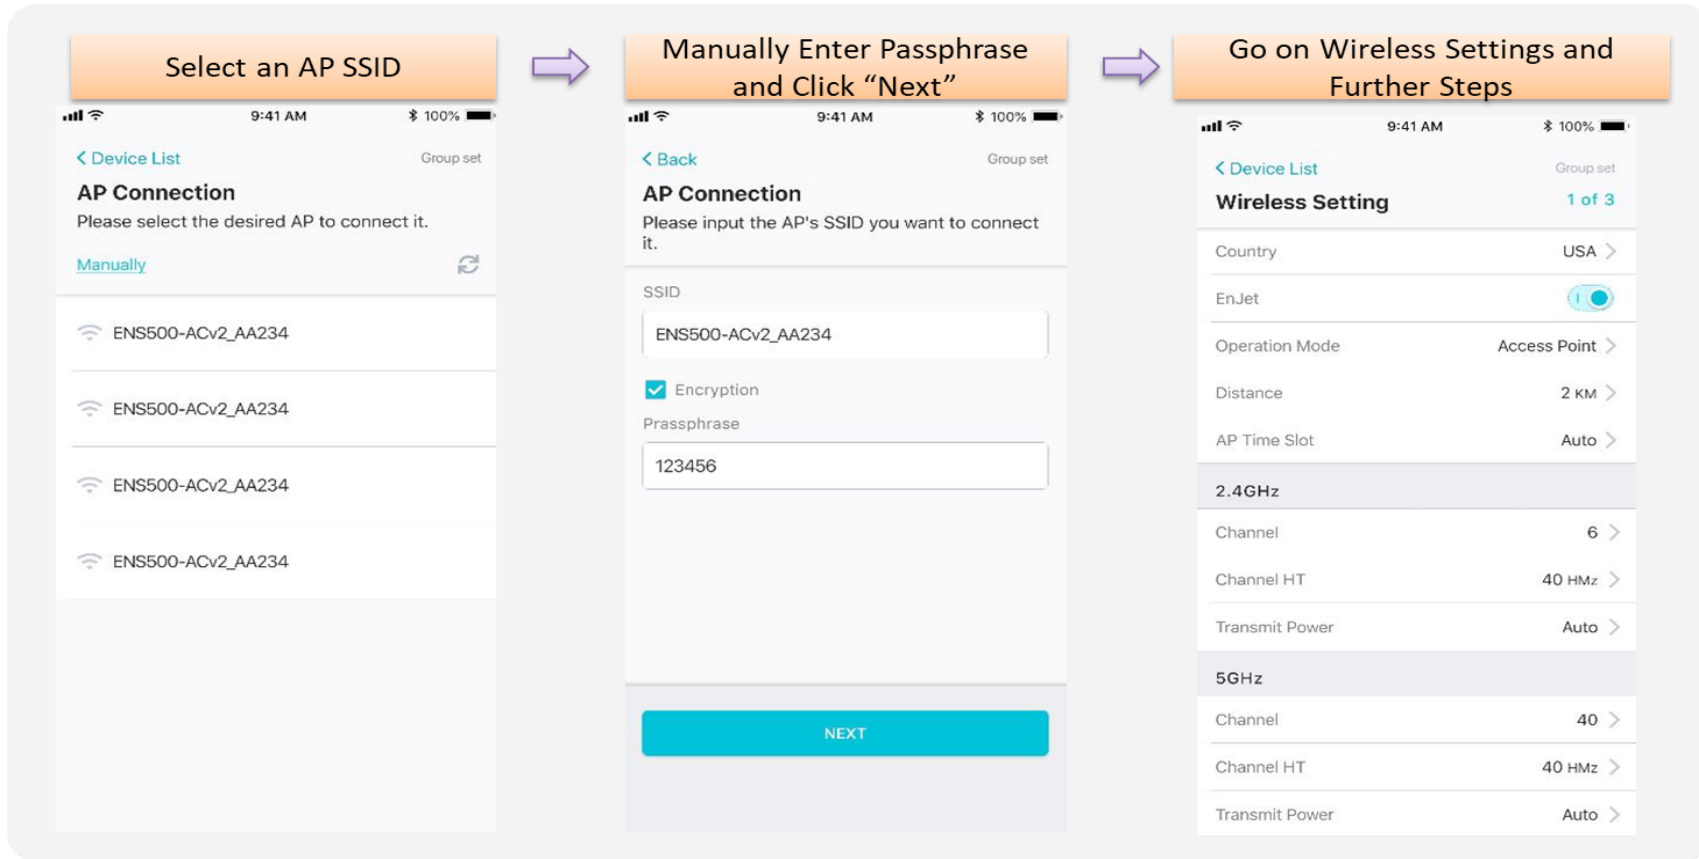 Select an AP SSID
9:41 AM
100%
Device List
Group set
AP Connection
Please select the desired AP to connect it.
Manually
ENS500-ACv2_AA234
ENS500-ACv2_AA234
ENS500-ACv2_AA234
ENS500-ACv2_AA234
Manually Enter Passphrase
and Click “Next”
9:41 AM
100%
Back
Group set
AP Connection
Please input the AP's SSID you want to connect
it.
SSID
ENS500-ACv2_AA234
Encryption
Prassphrase
123456
NEXT
Go on Wireless Settings and
Further Steps
9:41 AM
100%
Device List
Group set
Wireless Setting
1 of 3
Country USA
EnJet
Operation Mode Access Point
Distance 2 KM
AP Time Slot Auto
2.4GHz
Channel 6
Channel HT 40 HMz
Transmit Power Auto
5GHz
Channel 40
Channel HT 40 HMz
Transmit Power Auto